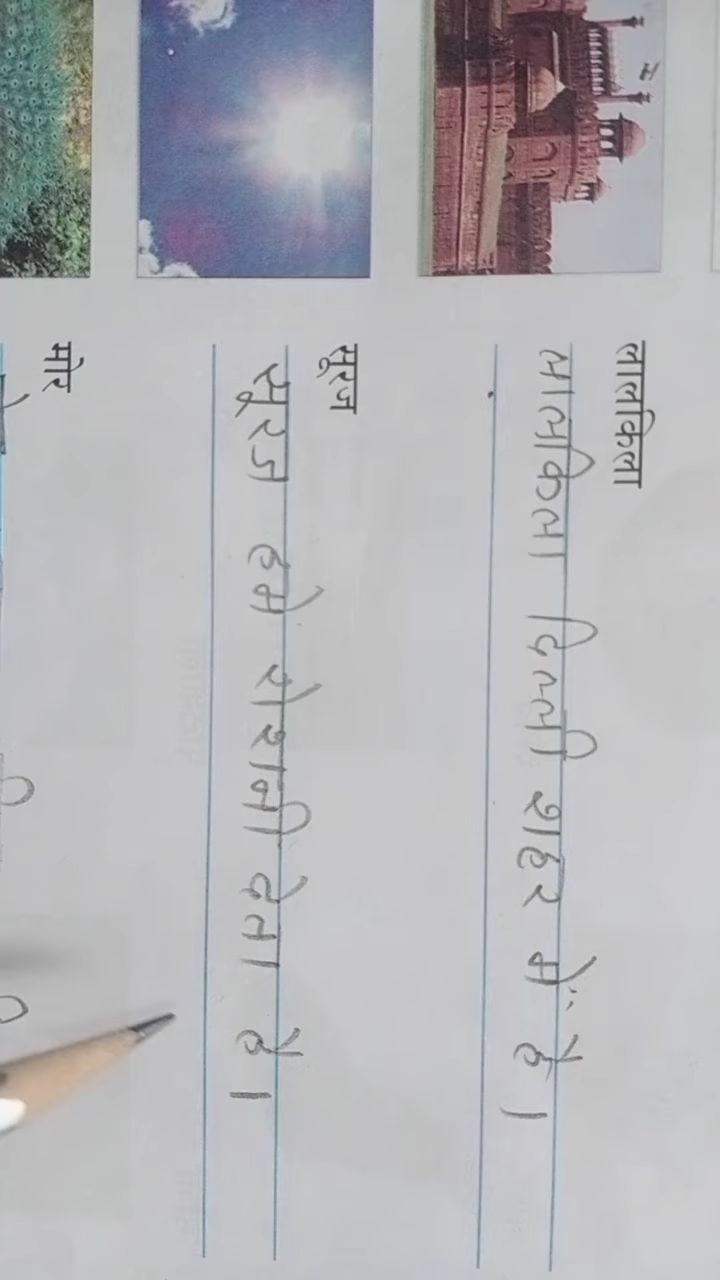 लालकिला
लालकिला दिल्ली शहर में है।
सूरज
सूरज हमे रोशनी देता है।
मोर